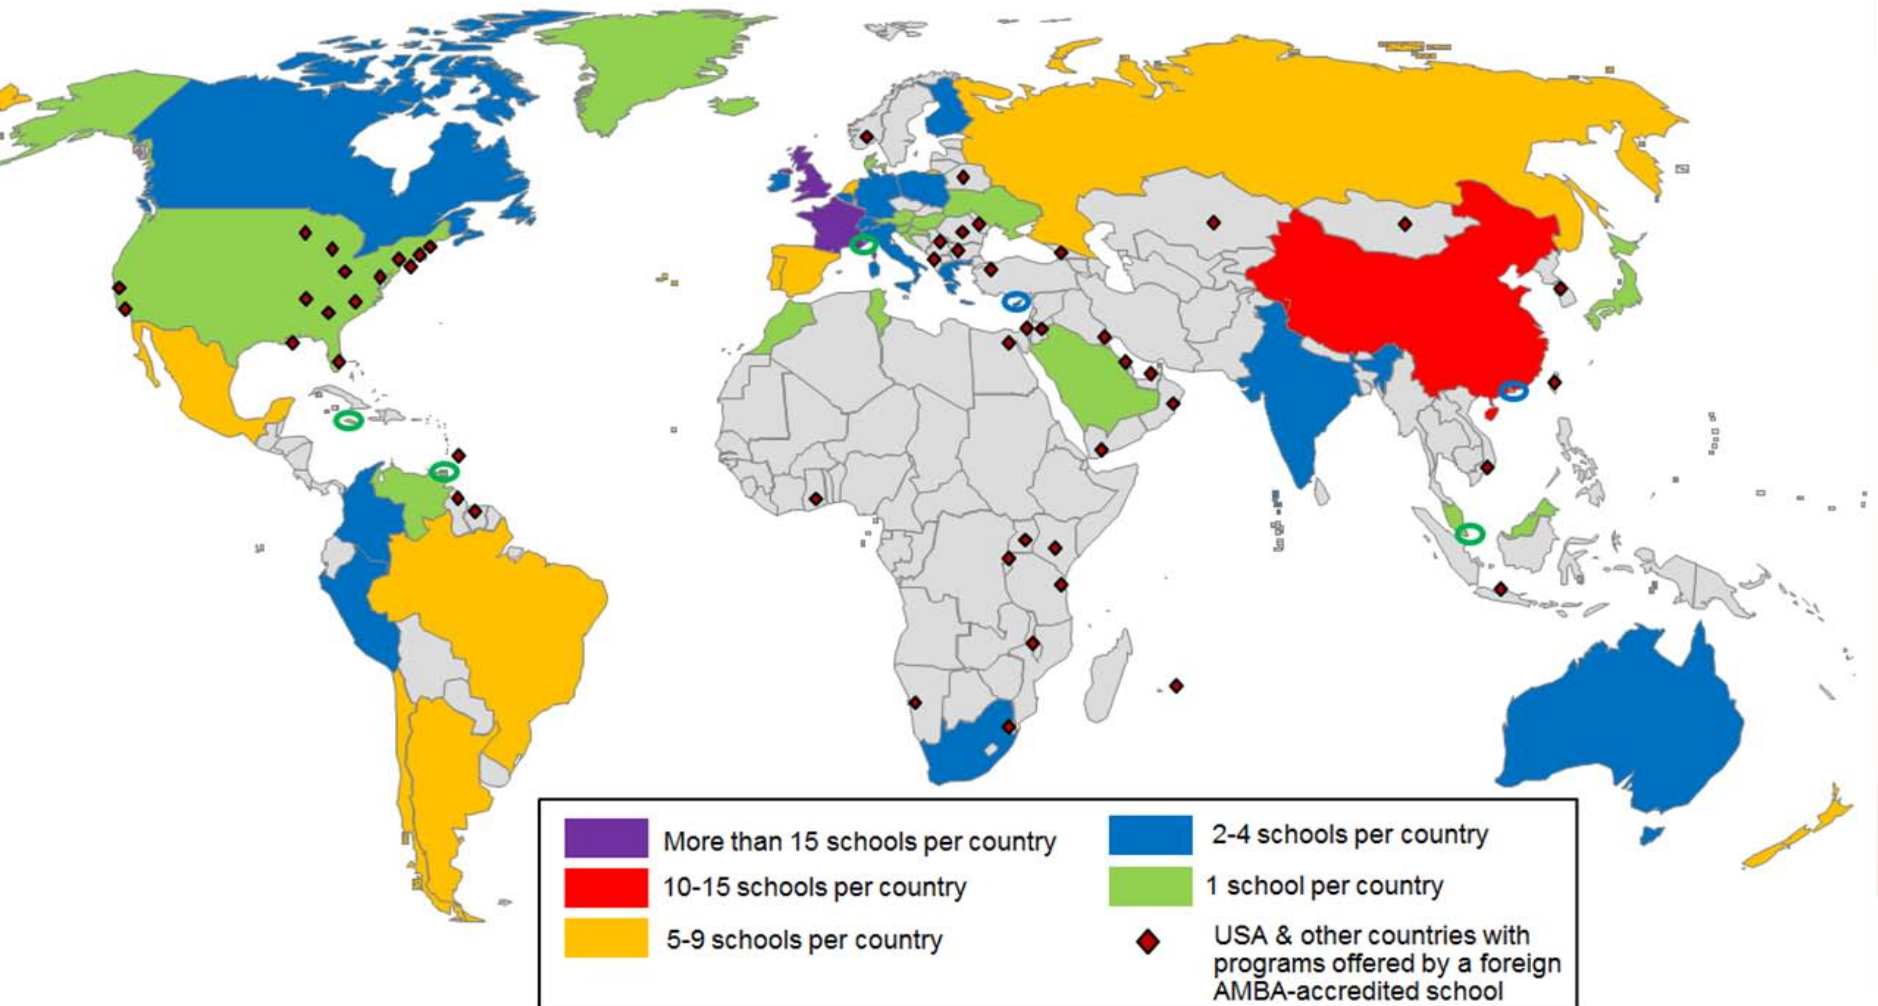 More than 15 schools per country
10-15 schools per country
5-9 schools per country
2-4 schools per country
1 school per country
USA & other countries with
programs offered by a foreign
AMBA-accredited school